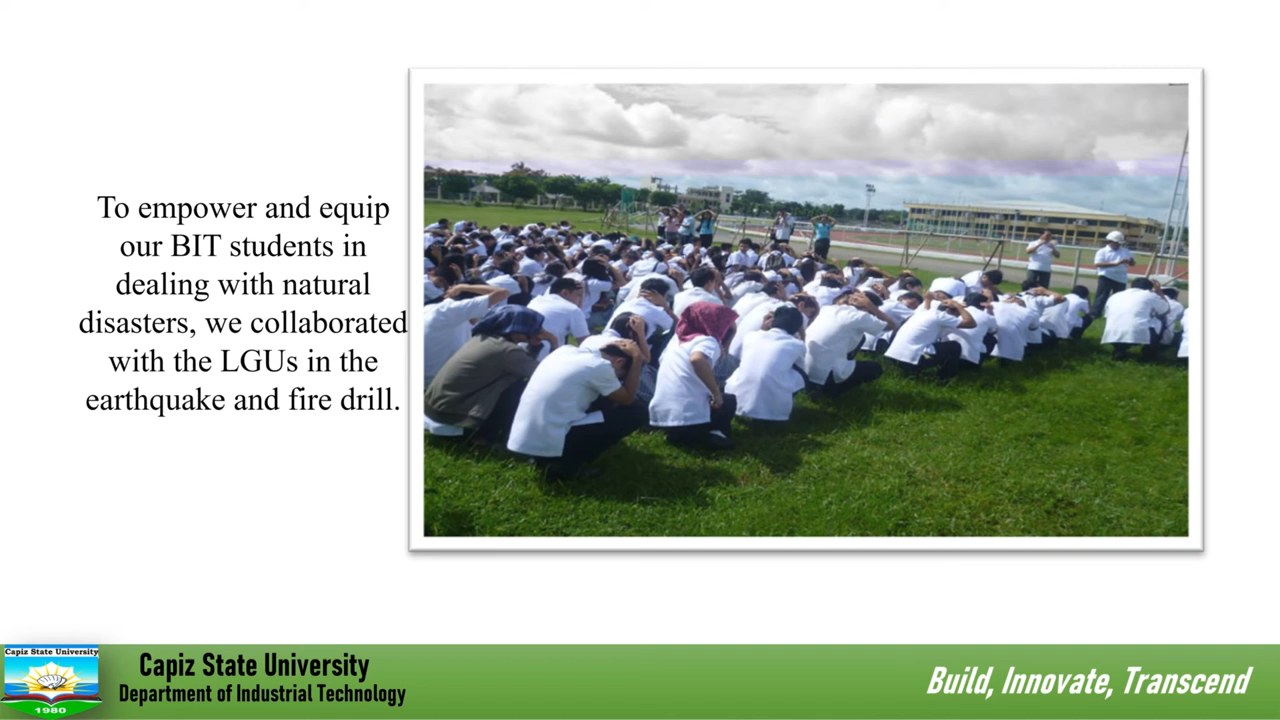 To empower and equip
our BIT students in
dealing with natural
disasters, we collaborated
with the LGUs in the
earthquake and fire drill.
Capiz State University
1980
Capiz State University
Department of Industrial Technology
Build, Innovate, Transcend